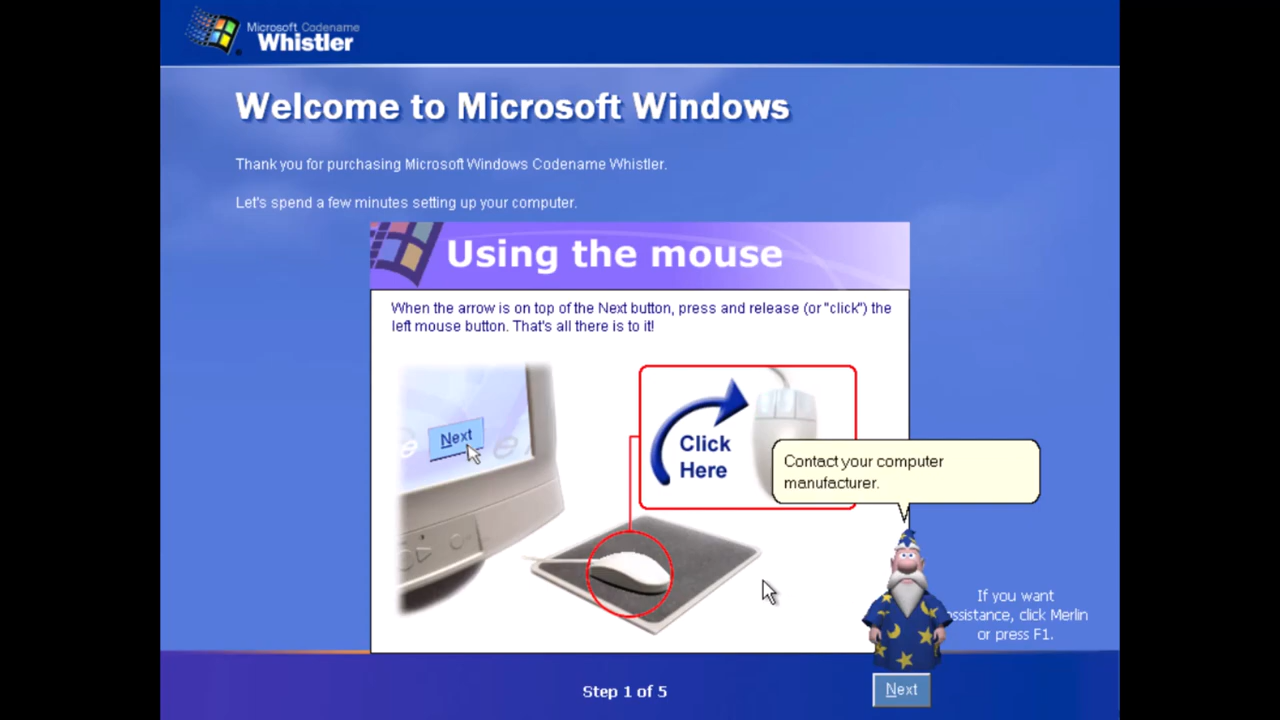 Microsoft Codename
Whistler
Welcome to Microsoft Windows
Thank you for purchasing Microsoft Windows Codename Whistler.
Let's spend a few minutes setting up your computer.
Using the mouse
When the arrow is on top of the Next button, press and release (or "click") the
left mouse button. That's all there is to it!
Next
Click
Here
Contact your computer
manufacturer.
If you want
ssistance, click Merlin
or press F1.
Step 1 of 5
Next